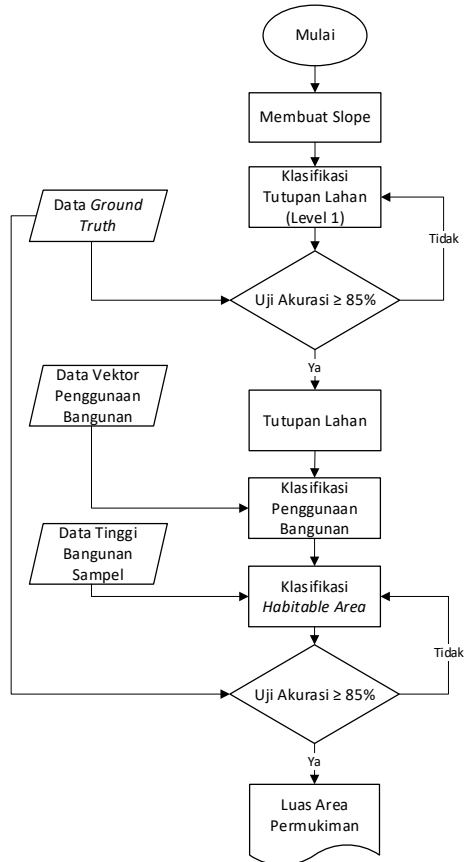 Mulai
Membuat Slope
Klasifikasi
Tutupan Lahan
(Level 1)
Data Ground
Truth
Tidak
Uji Akurasi ≥ 85%
Ya
Data Vektor
Penggunaan
Bangunan
Tutupan Lahan
Klasifikasi
Penggunaan
Bangunan
Data Tinggi
Bangunan
Sampel
Klasifikasi
Habitable Area
Tidak
Uji Akurasi ≥ 85%
Ya
Luas Area
Permukiman